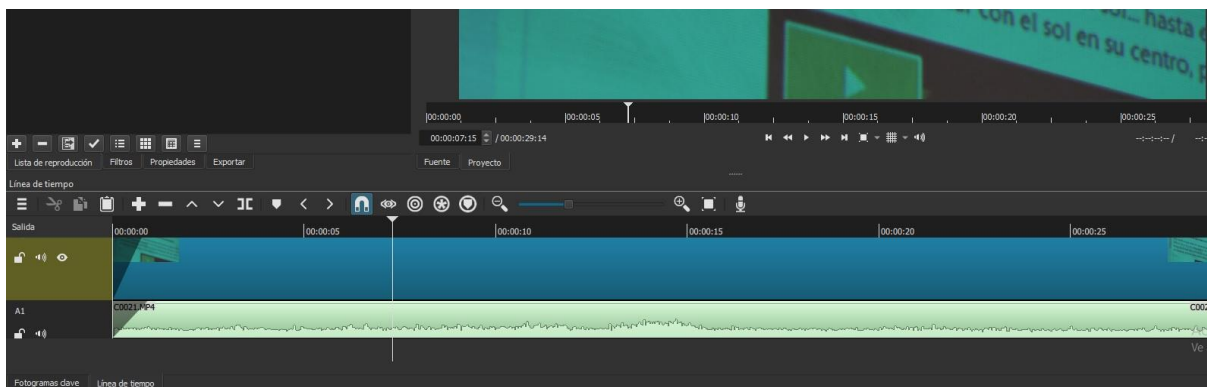 sol... hasta
con el sol en su centro,
00:00:00
00:00:05
00:00:10
00:00:15
00:00:20
00:00:25
00:00:07:15 / 00:00:29:14
--:--:--:-- /
Lista de reproducción Filtros Propiedades Exportar
Fuente Proyecto
Línea de tiempo
Salida
00:00:00
00:00:05
00:00:10
00:00:15
00:00:20
00:00:25
C0021.MP4
A1
Ve
Fotogramas clave Línea de tiempo